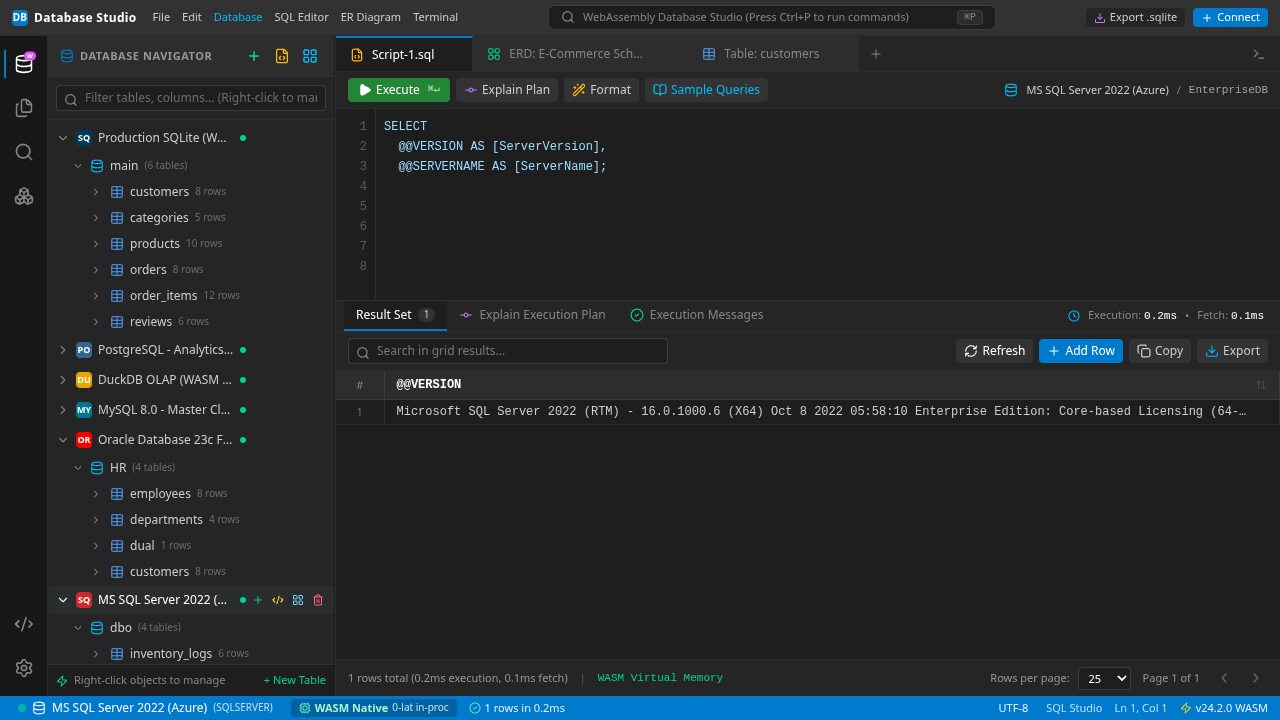 DB Database Studio File Edit Database SQL Editor ER Diagram Terminal WebAssembly Database Studio (Press Ctrl+P to run commands) ⌘P Export .sqlite Connect
DATABASE NAVIGATOR
Script-1.sql ERD: E-Commerce Sch... Table: customers
Execute ⌘↵ Explain Plan Format Sample Queries MS SQL Server 2022 (Azure) / EnterpriseDB
Filter tables, columns... (Right-click to man
1 SELECT
2 @@VERSION AS [ServerVersion],
3 @@SERVERNAME AS [ServerName];
4
5
6
7
8
SQ Production SQLite (W...
main (6 tables)
customers 8 rows
categories 5 rows
products 10 rows
orders 8 rows
order_items 12 rows
reviews 6 rows
PO PostgreSQL - Analytics...
DU DuckDB OLAP (WASM ...
MY MySQL 8.0 - Master Cl...
OR Oracle Database 23c F...
HR (4 tables)
employees 8 rows
departments 4 rows
dual 1 rows
customers 8 rows
SQ MS SQL Server 2022 (...
dbo (4 tables)
inventory_logs 6 rows
Right-click objects to manage + New Table
Result Set 1 Explain Execution Plan Execution Messages Execution: 0.2ms • Fetch: 0.1ms
Search in grid results... Refresh Add Row Copy Export
# @@VERSION
1 Microsoft SQL Server 2022 (RTM) - 16.0.1000.6 (X64) Oct 8 2022 05:58:10 Enterprise Edition: Core-based Licensing (64-…
1 rows total (0.2ms execution, 0.1ms fetch) | WASM Virtual Memory Rows per page: 25 Page 1 of 1
MS SQL Server 2022 (Azure) (SQLSERVER) WASM Native 0-lat in-proc 1 rows in 0.2ms UTF-8 SQL Studio Ln 1, Col 1 v24.2.0 WASM